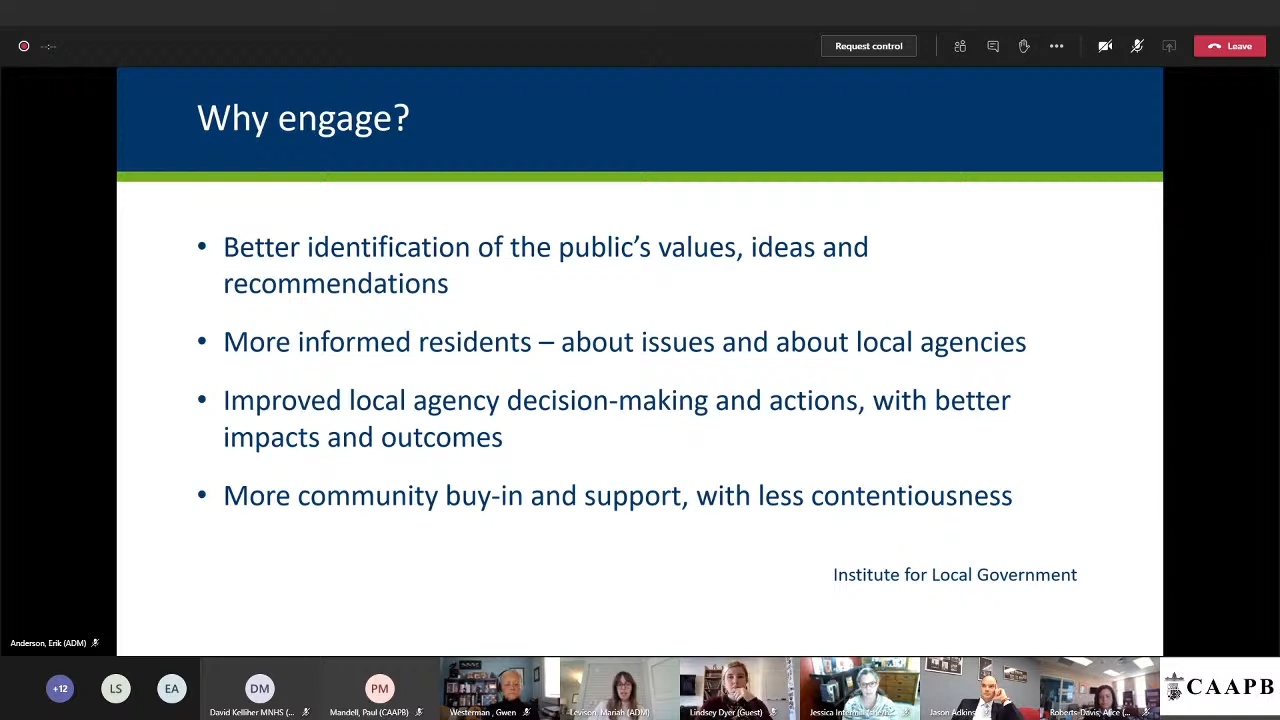 --:--
Request control
Leave
Why engage?
• Better identification of the public’s values, ideas and
recommendations
• More informed residents – about issues and about local agencies
• Improved local agency decision-making and actions, with better
impacts and outcomes
• More community buy-in and support, with less contentiousness
Institute for Local Government
Anderson, Erik (ADM)
+12
LS
EA
DM
PM
David Kelliher MNHS (...
Mandell, Paul (CAAPB)
Westerman , Gwen
Levison, Mariah (ADM)
Lindsey Dyer (Guest)
Jessica
Jason Adkins
Roberts-Davis, Alice (...
CAAPB